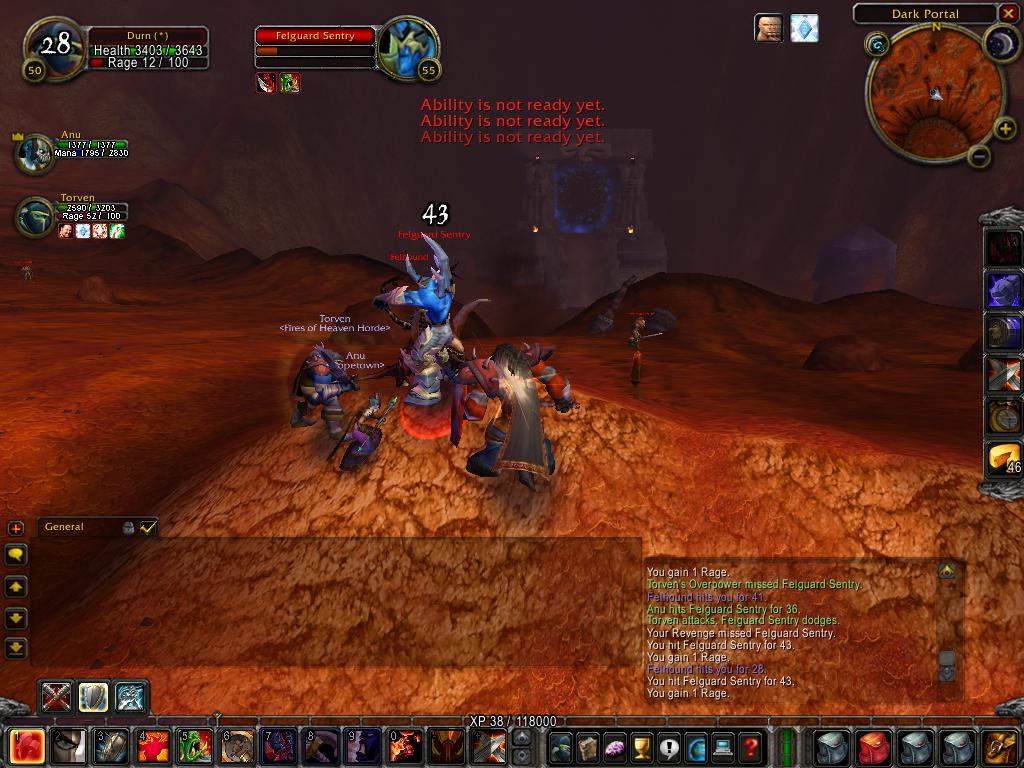 Dark Portal
N
28
Durn (*)
Health 3403 / 3643
Rage 12 / 100
50
Felguard Sentry
55
Ability is not ready yet.
Ability is not ready yet.
Ability is not ready yet.
Anu
1377 / 1377
Mana 1795 / 2830
Torven
2590 / 3203
Rage 52 / 100
43
Felguard Sentry
Felhound
Torven
<Fires of Heaven Horde>
Anu
46
General
You gain 1 Rage.
Torven's Overpower missed Felguard Sentry.
Felhound hits you for 41.
Anu hits Felguard Sentry for 36.
Torven attacks. Felguard Sentry dodges.
Your Revenge missed Felguard Sentry.
You hit Felguard Sentry for 43.
You gain 1 Rage.
Felhound hits you for 28.
You hit Felguard Sentry for 43.
You gain 1 Rage.
XP 38 / 118000
1 2 3 4 5 6 7 8 9 0 - =